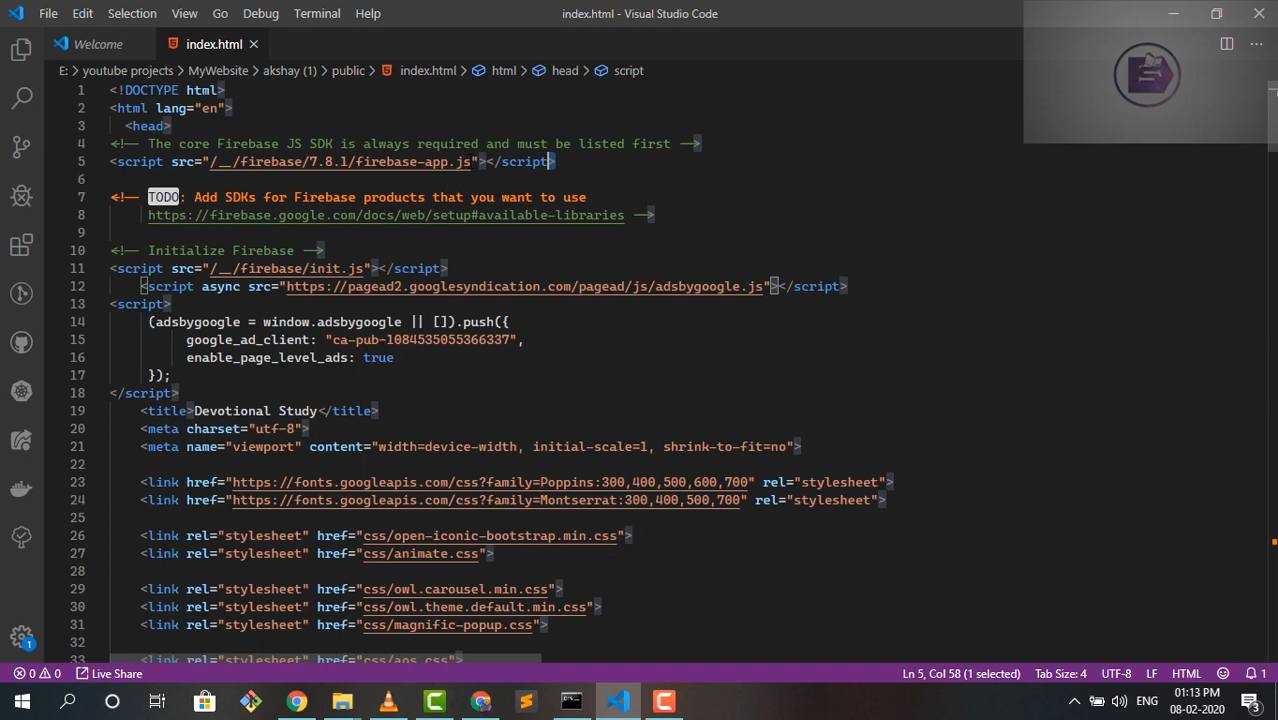 File Edit Selection View Go Debug Terminal Help index.html - Visual Studio Code
Welcome index.html
E: > youtube projects > MyWebsite > akshay (1) > public > index.html > html > head > script
1 <!DOCTYPE html>
2 <html lang="en">
3 <head>
4 <!-- The core Firebase JS SDK is always required and must be listed first -->
5 <script src="/__/firebase/7.8.1/firebase-app.js"></script>
6
7 <!-- TODO: Add SDKs for Firebase products that you want to use
8 https://firebase.google.com/docs/web/setup#available-libraries -->
9
10 <!-- Initialize Firebase -->
11 <script src="/__/firebase/init.js"></script>
12 <script async src="https://pagead2.googlesyndication.com/pagead/js/adsbygoogle.js"></script>
13 <script>
14 (adsbygoogle = window.adsbygoogle || []).push({
15 google_ad_client: "ca-pub-1084535055366337",
16 enable_page_level_ads: true
17 });
18 </script>
19 <title>Devotional Study</title>
20 <meta charset="utf-8">
21 <meta name="viewport" content="width=device-width, initial-scale=1, shrink-to-fit=no">
22
23 <link href="https://fonts.googleapis.com/css?family=Poppins:300,400,500,600,700" rel="stylesheet">
24 <link href="https://fonts.googleapis.com/css?family=Montserrat:300,400,500,700" rel="stylesheet">
25
26 <link rel="stylesheet" href="css/open-iconic-bootstrap.min.css">
27 <link rel="stylesheet" href="css/animate.css">
28
29 <link rel="stylesheet" href="css/owl.carousel.min.css">
30 <link rel="stylesheet" href="css/owl.theme.default.min.css">
31 <link rel="stylesheet" href="css/magnific-popup.css">
32
33 <link rel="stylesheet" href="css/aos.css">
1
0 0 Live Share Ln 5, Col 58 (1 selected) Tab Size: 4 UTF-8 LF HTML 1
ENG 01:13 PM
08-02-2020 3